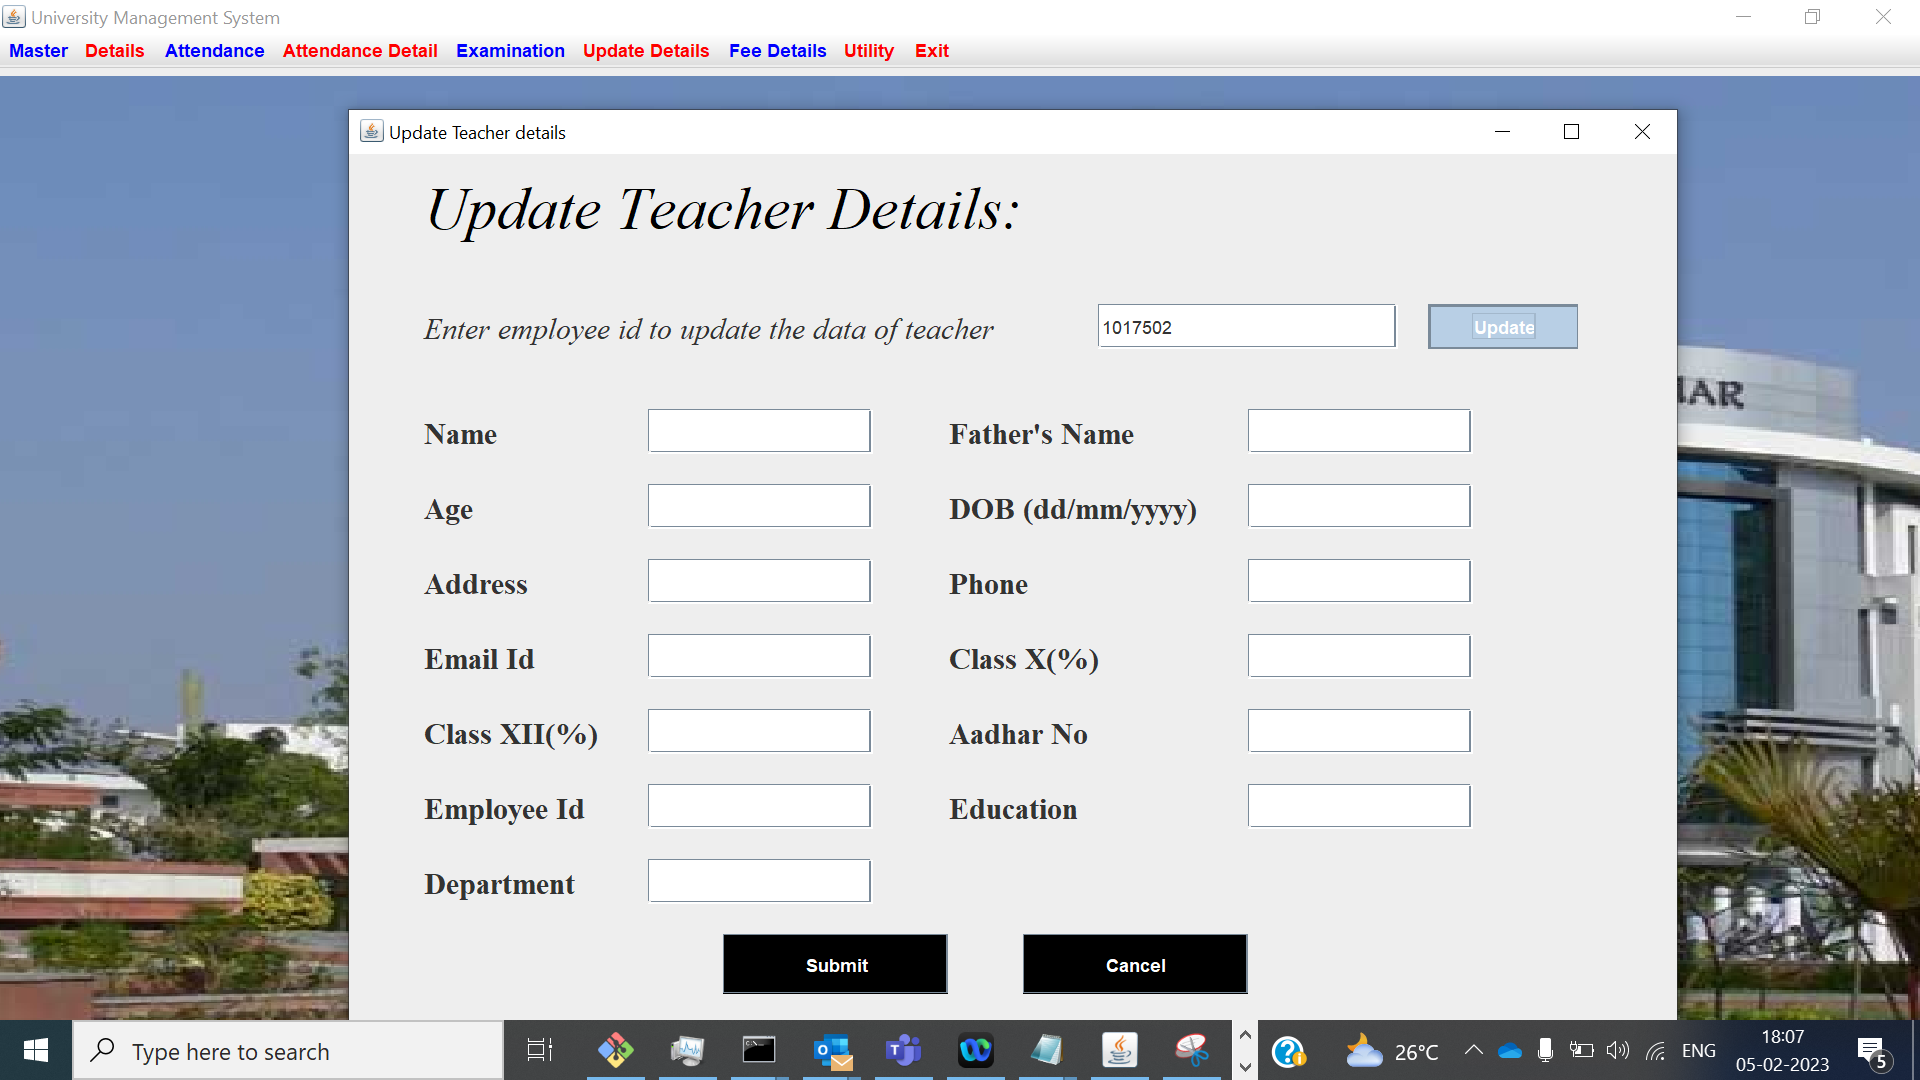 University Management System
Master Details Attendance Attendance Detail Examination Update Details Fee Details Utility Exit
Update Teacher details
Update Teacher Details:
Enter employee id to update the data of teacher 1017502 Update
Name Father's Name
Age DOB (dd/mm/yyyy)
Address Phone
Email Id Class X(%)
Class XII(%) Aadhar No
Employee Id Education
Department
Submit Cancel
Type here to search
26°C
ENG
18:07
05-02-2023
5